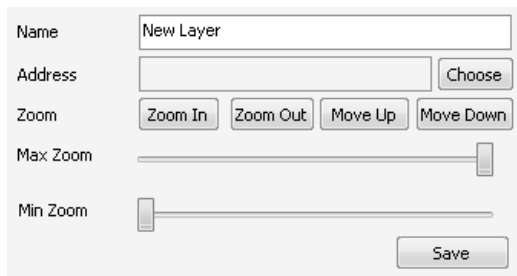 Name New Layer
Address Choose
Zoom Zoom In Zoom Out Move Up Move Down
Max Zoom
Min Zoom
Save